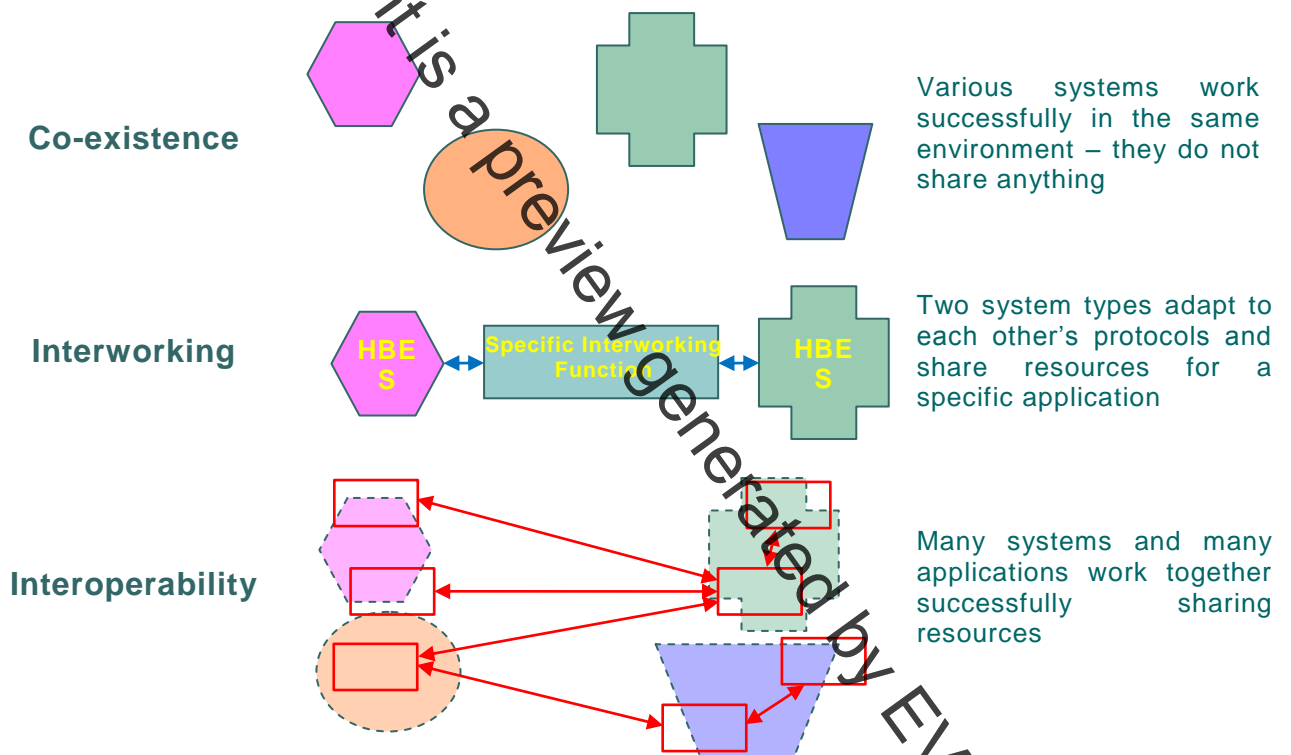 Co-existence
Various systems work
successfully in the same
environment – they do not
share anything
Interworking
HBE
S
Specific Interworking
Function
HBE
S
Two system types adapt to
each other's protocols and
share resources for a
specific application
Interoperability
Many systems and many
applications work together
successfully sharing
resources
it is a preview generated by EV